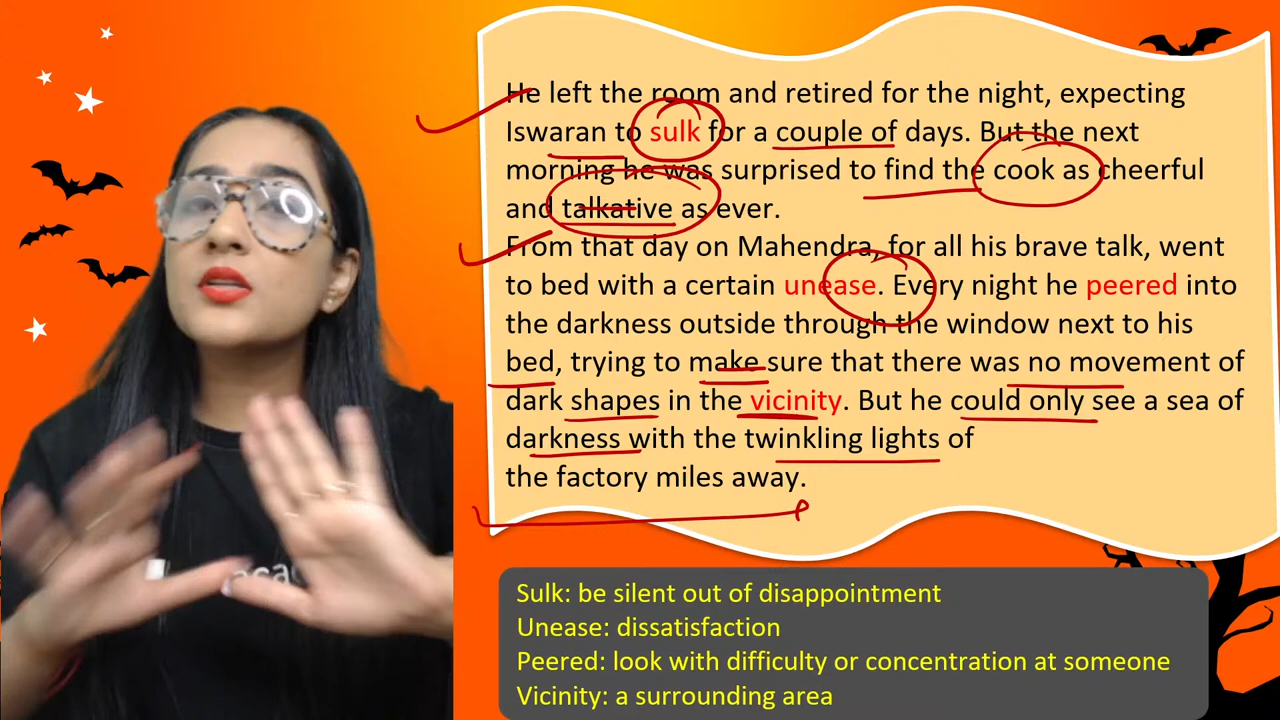 He left the room and retired for the night, expecting
Iswaran to sulk for a couple of days. But the next
morning he was surprised to find the cook as cheerful
and talkative as ever.
From that day on Mahendra, for all his brave talk, went
to bed with a certain unease. Every night he peered into
the darkness outside through the window next to his
bed, trying to make sure that there was no movement of
dark shapes in the vicinity. But he could only see a sea of
darkness with the twinkling lights of
the factory miles away.
Sulk: be silent out of disappointment
Unease: dissatisfaction
Peered: look with difficulty or concentration at someone
Vicinity: a surrounding area